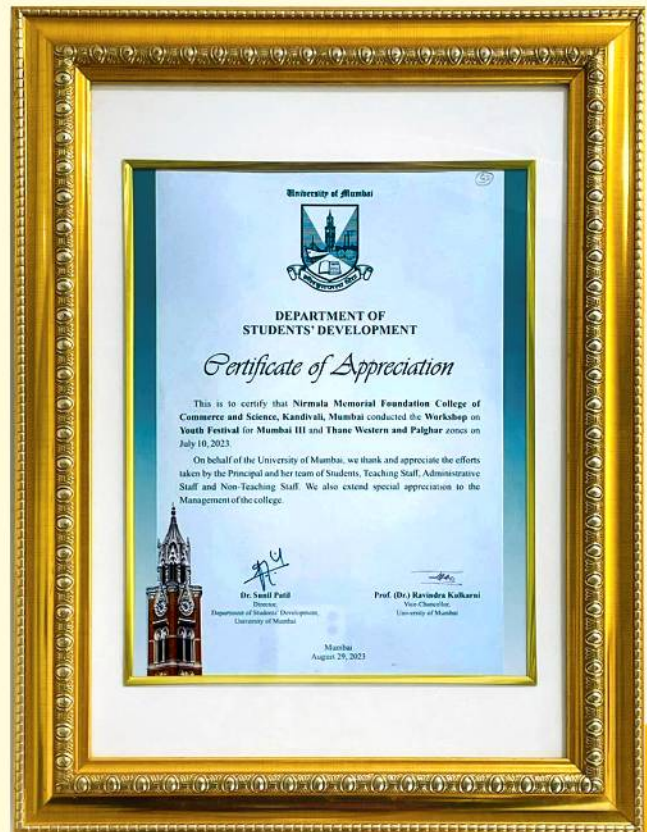 University of Mumbai
DEPARTMENT OF
STUDENTS' DEVELOPMENT
Certificate of Appreciation
This is to certify that Nirmala Memorial Foundation College of
Commerce and Science, Kandivali, Mumbai conducted the Workshop on
Youth Festival for Mumbai III and Thane Western and Palghar zones on
July 10, 2023.
On behalf of the University of Mumbai, we thank and appreciate the efforts
taken by the Principal and her team of Students, Teaching Staff, Administrative
Staff and Non-Teaching Staff. We also extend special appreciation to the
Management of the college.
Dr. Sunil Patil
Director,
Department of Students' Development,
University of Mumbai
Prof. (Dr.) Ravindra Kulkarni
Vice-Chancellor,
University of Mumbai
Mumbai
August 29, 2023